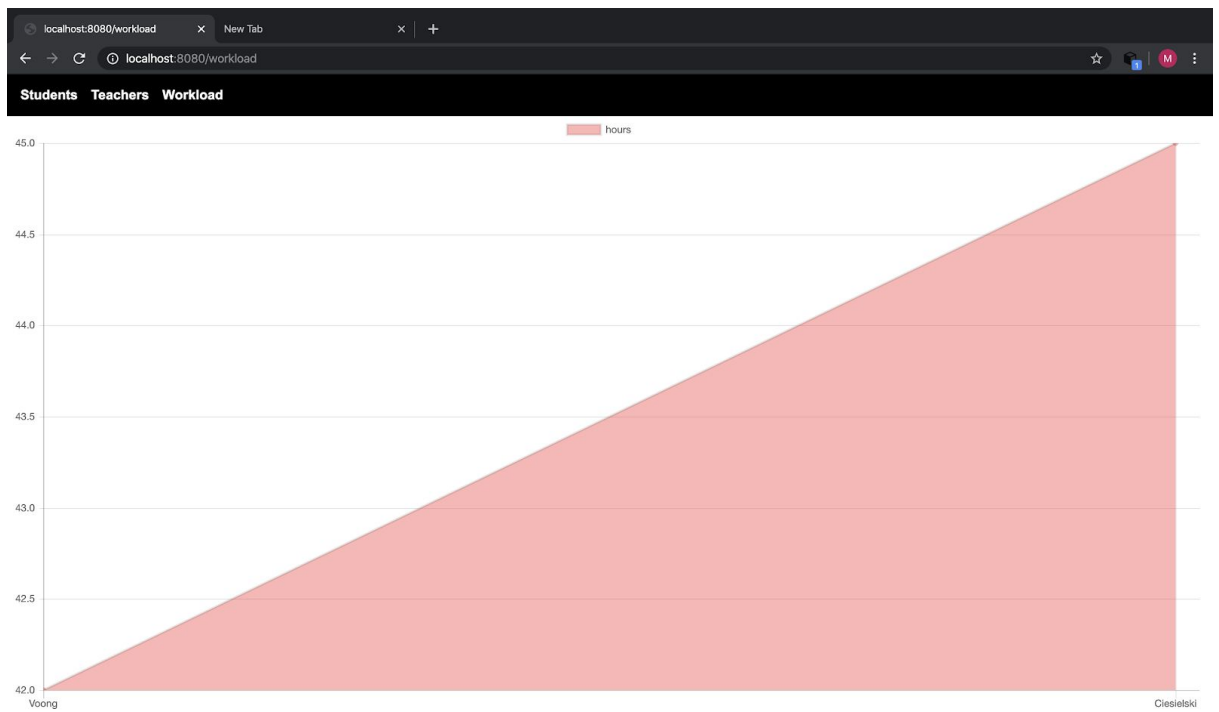 localhost:8080/workload New Tab
localhost:8080/workload M 1
Students Teachers Workload
hours
45.0
44.5
44.0
43.5
43.0
42.5
42.0
Voong Ciesielski